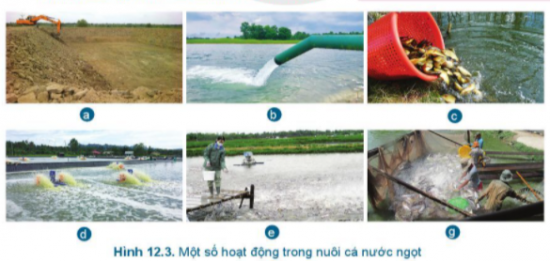 a
b
c
d
e
g
Hình 12.3. Một số hoạt động trong nuôi cá nước ngọt